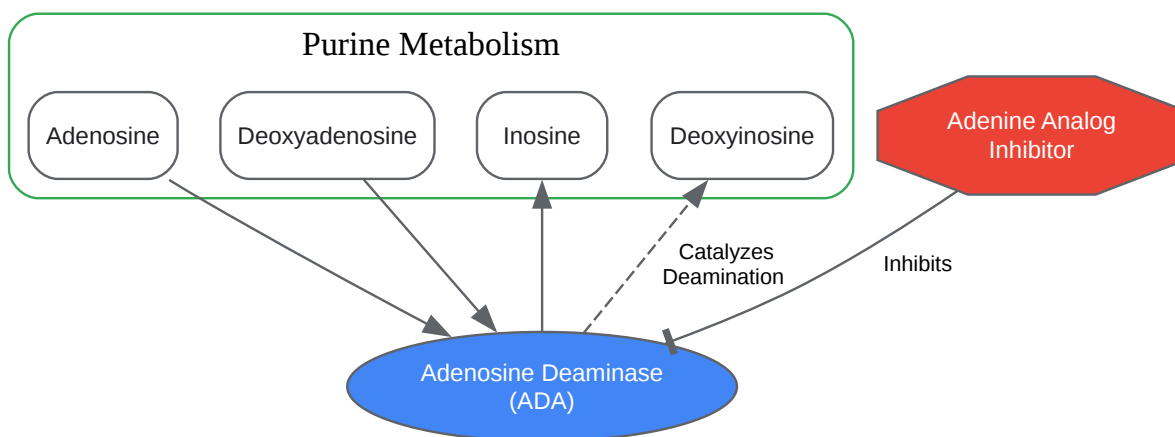 Purine Metabolism
Adenosine
Deoxyadenosine
Inosine
Deoxyinosine
Adenine Analog
Inhibitor
Catalyzes
Deamination
Inhibits
Adenosine Deaminase
(ADA)